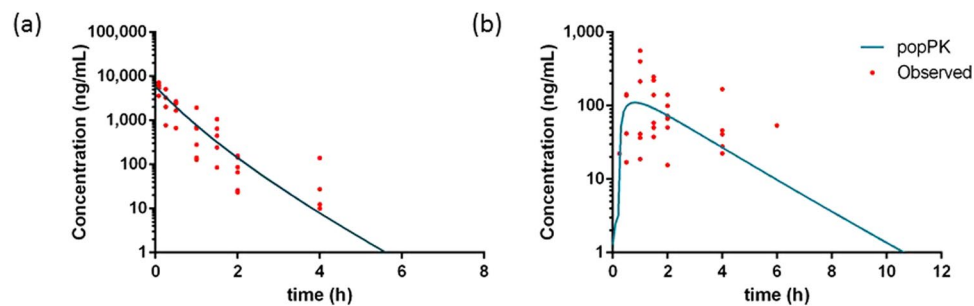 (a)
Concentration (ng/mL)
100,000
10,000
1,000
100
10
1
0 2 4 6 8
time (h)
(b)
Concentration (ng/mL)
1,000
100
10
1
0 2 4 6 8 10 12
time (h)
popPK
Observed